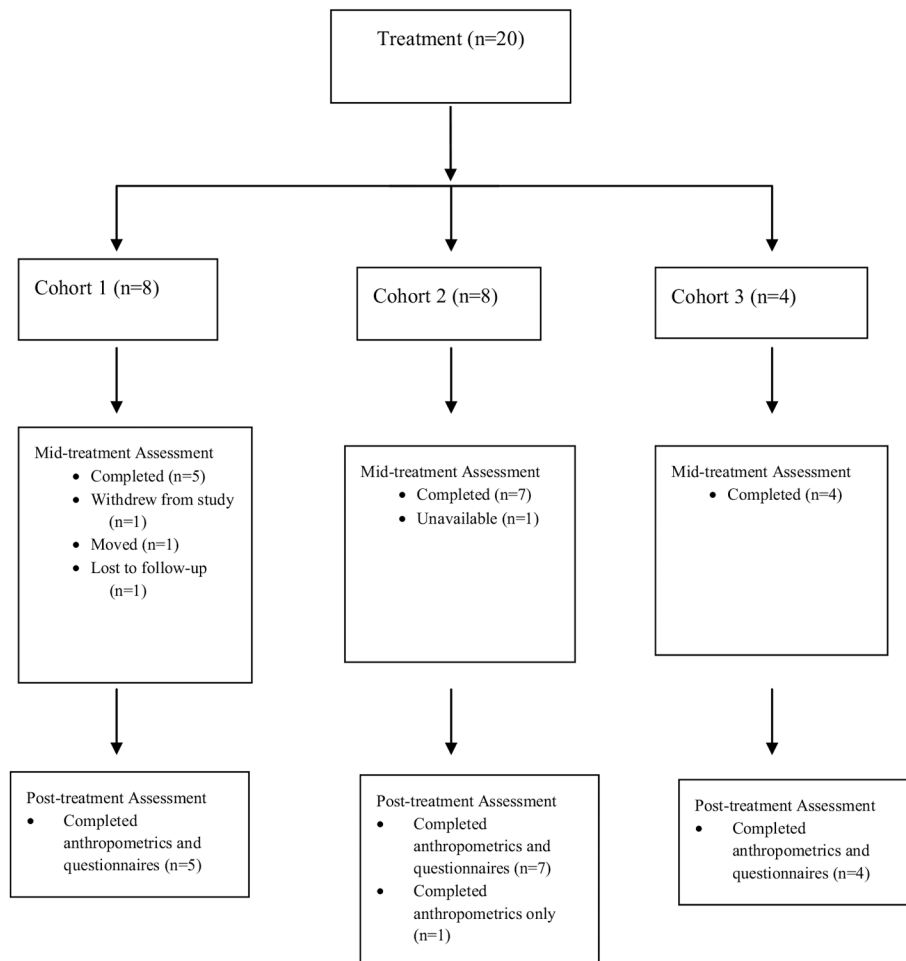 Treatment (n=20)
Cohort 1 (n=8)
Cohort 2 (n=8)
Cohort 3 (n=4)
Mid-treatment Assessment
• Completed (n=5)
• Withdrew from study
(n=1)
• Moved (n=1)
• Lost to follow-up
(n=1)
Mid-treatment Assessment
• Completed (n=7)
• Unavailable (n=1)
Mid-treatment Assessment
• Completed (n=4)
Post-treatment Assessment
• Completed
anthropometrics and
questionnaires (n=5)
Post-treatment Assessment
• Completed
anthropometrics and
questionnaires (n=7)
• Completed
anthropometrics only
(n=1)
Post-treatment Assessment
• Completed
anthropometrics and
questionnaires (n=4)